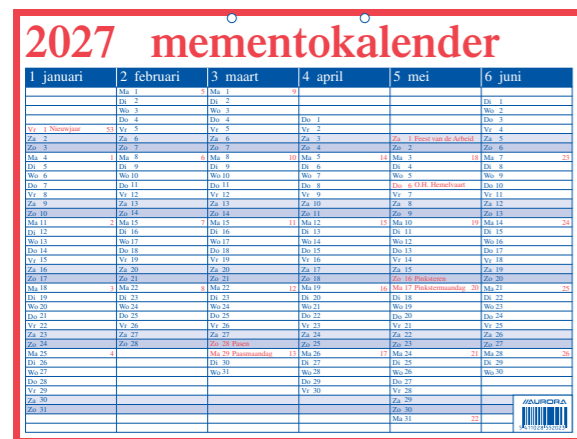 2027 mementokalender
1 januari 2 februari 3 maart 4 april 5 mei 6 juni
Ma 1 5 Ma 1 9
Di 2 Di 2 Di 1
Wo 3 Wo 3 Wo 2
Do 4 Do 4 Do 1 Do 3
Vr 1 Nieuwjaar 53 Vr 5 Vr 5 Vr 2 Vr 4
Za 2 Za 6 Za 6 Za 3 Za 1 Feest van de Arbeid Za 5
Zo 3 Zo 7 Zo 7 Zo 4 Zo 2 Zo 6
Ma 4 1 Ma 8 6 Ma 8 10 Ma 5 14 Ma 3 18 Ma 7 23
Di 5 Di 9 Di 9 Di 6 Di 4 Di 8
Wo 6 Wo 10 Wo 10 Wo 7 Wo 5 Wo 9
Do 7 Do 11 Do 11 Do 8 Do 6 O.H. Hemelvaart Do 10
Vr 8 Vr 12 Vr 12 Vr 9 Vr 7 Vr 11
Za 9 Za 13 Za 13 Za 10 Za 8 Za 12
Zo 10 Zo 14 Zo 14 Zo 11 Zo 9 Zo 13
Ma 11 2 Ma 15 7 Ma 15 11 Ma 12 15 Ma 10 19 Ma 14 24
Di 12 Di 16 Di 16 Di 13 Di 11 Di 15
Wo 13 Wo 17 Wo 17 Wo 14 Wo 12 Wo 16
Do 14 Do 18 Do 18 Do 15 Do 13 Do 17
Vr 15 Vr 19 Vr 19 Vr 16 Vr 14 Vr 18
Za 16 Za 20 Za 20 Za 17 Za 15 Za 19
Zo 17 Zo 21 Zo 21 Zo 18 Zo 16 Pinksteren Zo 20
Ma 18 3 Ma 22 8 Ma 22 12 Ma 19 16 Ma 17 Pinkstermaandag 20 Ma 21 25
Di 19 Di 23 Di 23 Di 20 Di 18 Di 22
Wo 20 Wo 24 Wo 24 Wo 21 Wo 19 Wo 23
Do 21 Do 25 Do 25 Do 22 Do 20 Do 24
Vr 22 Vr 26 Vr 26 Vr 23 Vr 21 Vr 25
Za 23 Za 27 Za 27 Za 24 Za 22 Za 26
Zo 24 Zo 28 Zo 28 Pasen Zo 25 Zo 23 Zo 27
Ma 25 4 Ma 29 Paasmaandag 13 Ma 26 17 Ma 24 21 Ma 28 26
Di 26 Di 30 Di 27 Di 25 Di 29
Wo 27 Wo 31 Wo 28 Wo 26 Wo 30
Do 28 Do 29 Do 27
Vr 29 Vr 30 Vr 28
Za 30 Za 29
Zo 31 Zo 30
Ma 31 22
AURORA